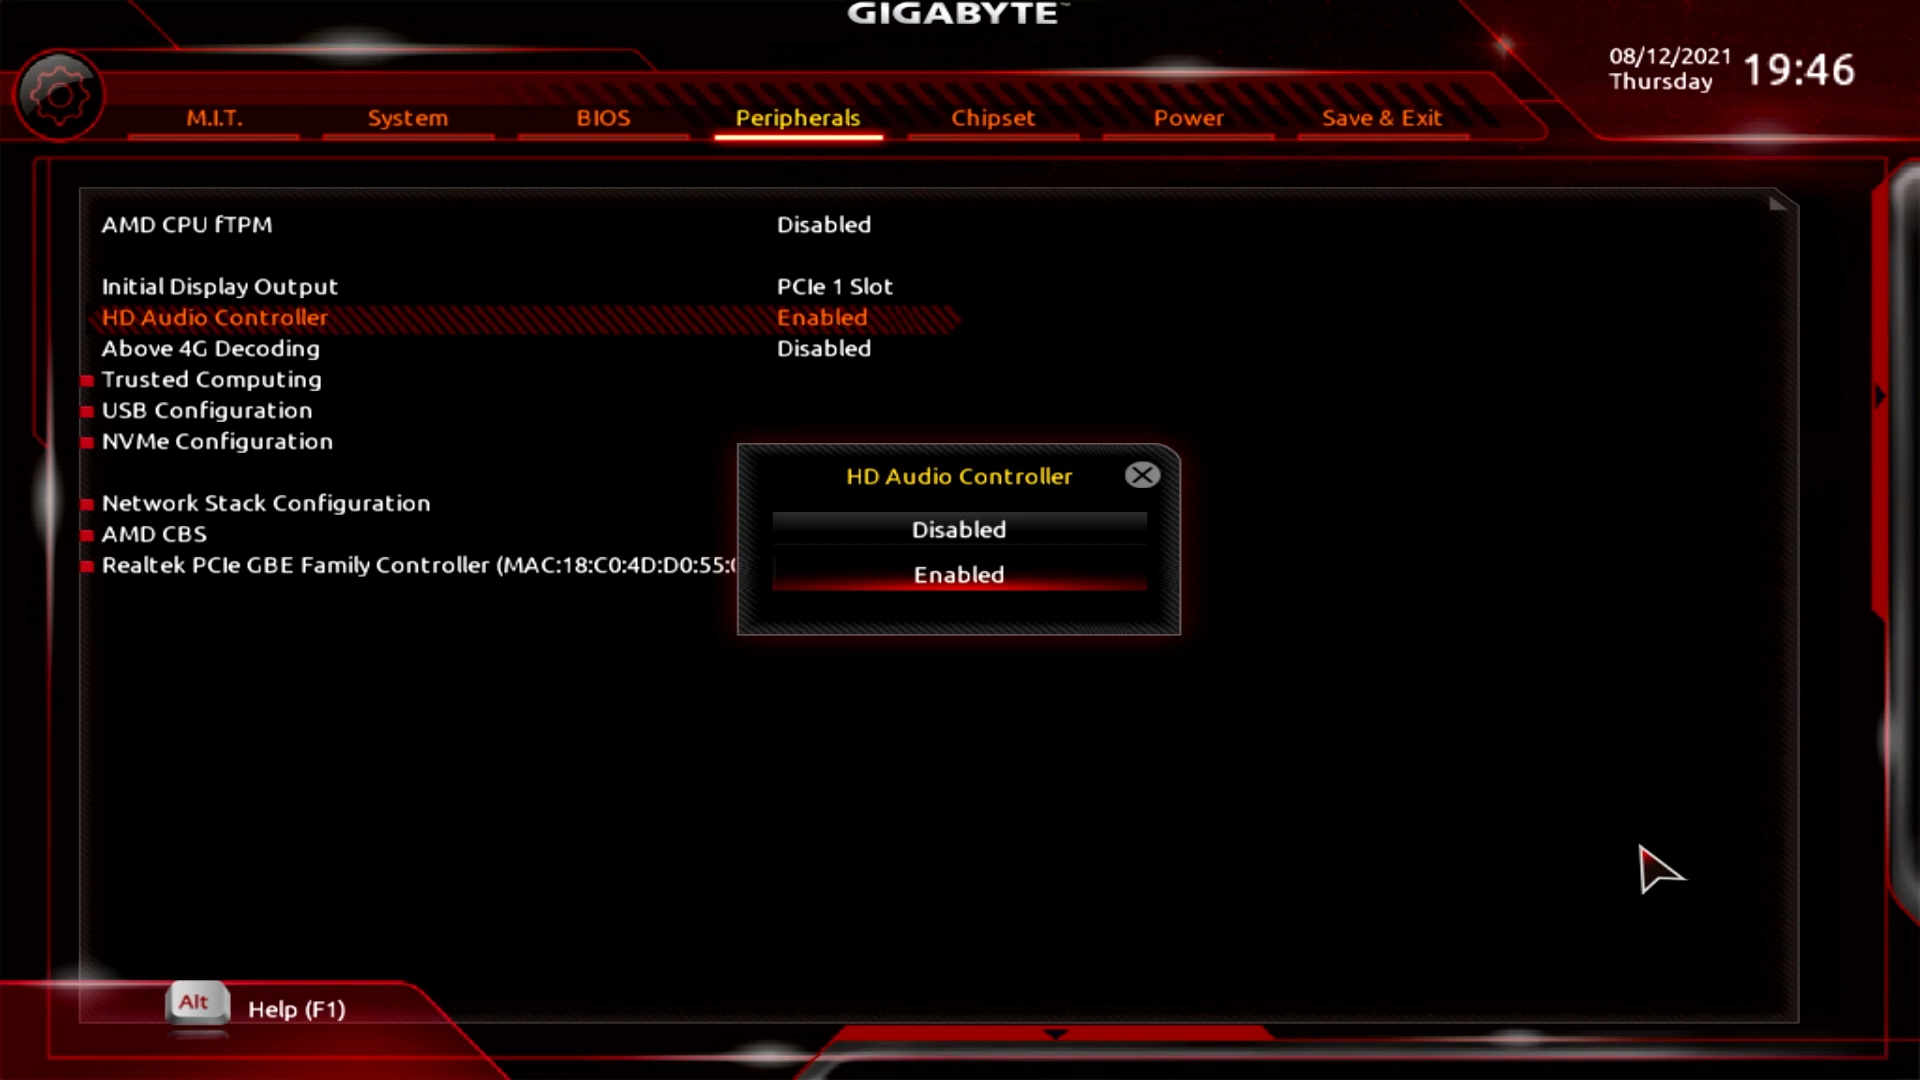 GIGABYTE™
08/12/2021
Thursday
19:46
M.I.T. System BIOS Peripherals Chipset Power Save & Exit
AMD CPU fTPM Disabled
Initial Display Output PCIe 1 Slot
HD Audio Controller Enabled
Above 4G Decoding Disabled
Trusted Computing
USB Configuration
NVMe Configuration
Network Stack Configuration
AMD CBS
Realtek PCIe GBE Family Controller (MAC:18:C0:4D:D0:55:
HD Audio Controller
Disabled
Enabled
Alt Help (F1)